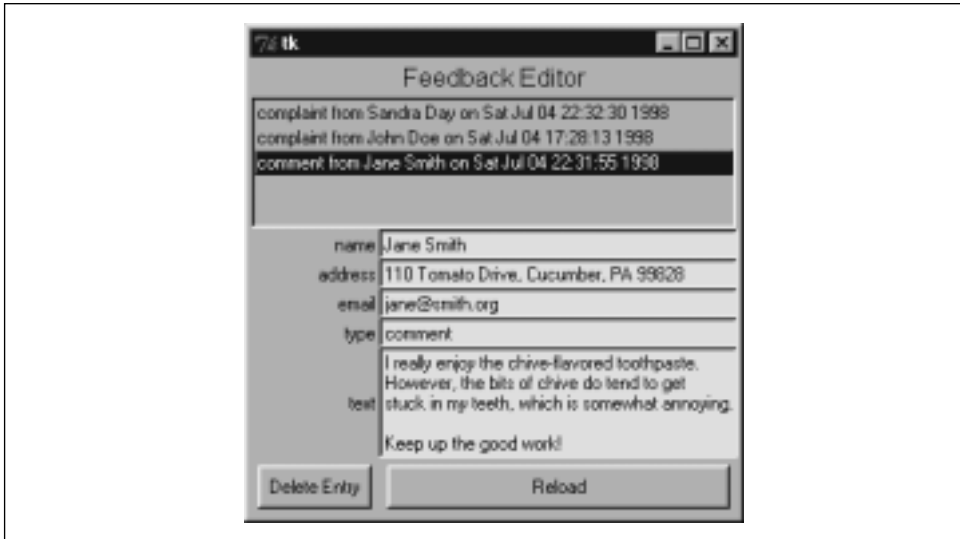 tk
Feedback Editor
complaint from Sandra Day on Sat Jul 04 22:32:30 1998
complaint from John Doe on Sat Jul 04 17:28:13 1998
comment from Jane Smith on Sat Jul 04 22:31:55 1998
name Jane Smith
address 110 Tomato Drive, Cucumber, PA 99828
email jane@smith.org
type comment
I really enjoy the chive-flavored toothpaste.
However, the bits of chive do tend to get
text stuck in my teeth, which is somewhat annoying.
Keep up the good work!
Delete Entry Reload